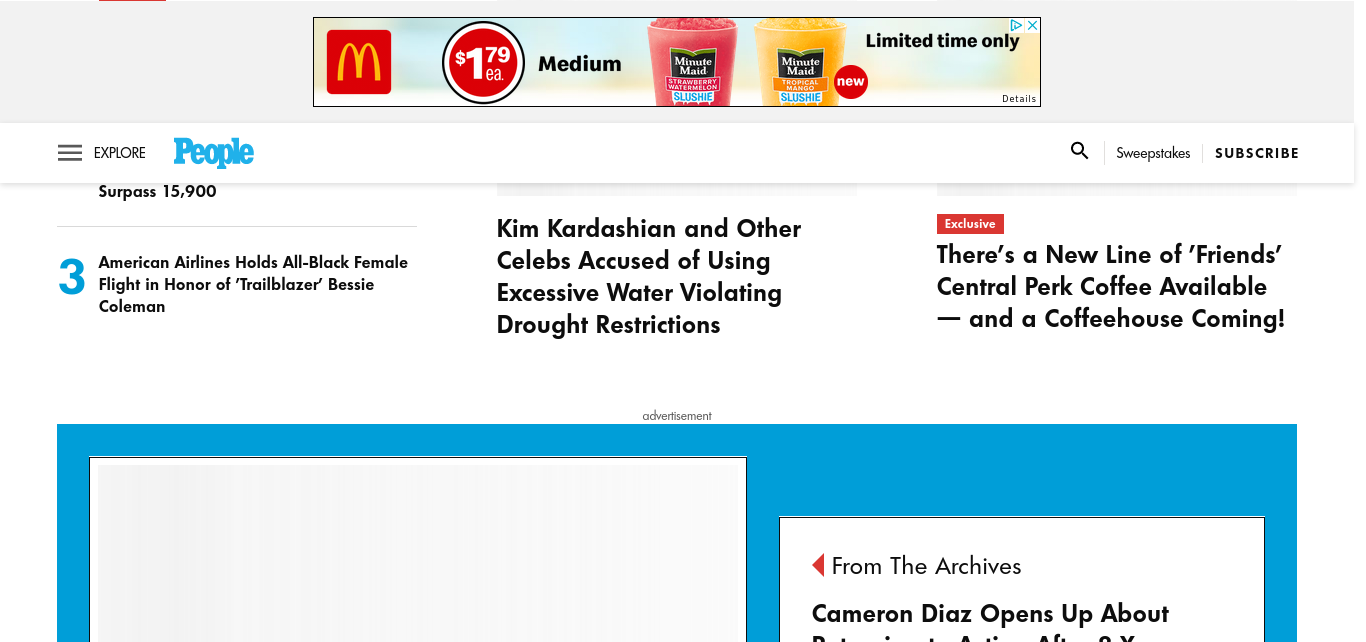 $1.79 ea.
Medium
Minute Maid
STRAWBERRY WATERMELON
SLUSHIE
Minute Maid
TROPICAL MANGO
SLUSHIE
new
Limited time only
Details
EXPLORE
People
Sweepstakes
SUBSCRIBE
Surpass 15,900
3
American Airlines Holds All-Black Female
Flight in Honor of ’Trailblazer’ Bessie
Coleman
Kim Kardashian and Other
Celebs Accused of Using
Excessive Water Violating
Drought Restrictions
Exclusive
There’s a New Line of ’Friends’
Central Perk Coffee Available
— and a Coffeehouse Coming!
advertisement
From The Archives
Cameron Diaz Opens Up About